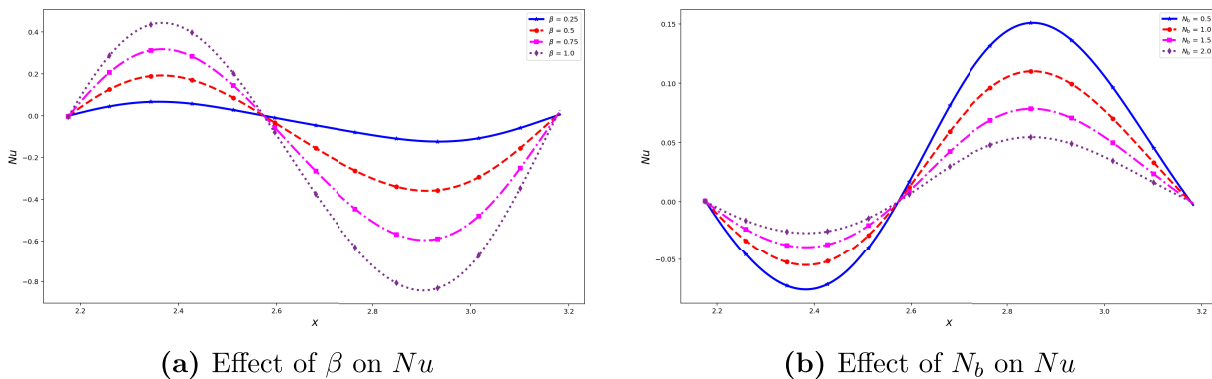 0.4
0.2
0.0
−0.2
−0.4
−0.6
−0.8
Nu
2.2
2.4
2.6
2.8
3.0
3.2
x
β = 0.25
β = 0.5
β = 0.75
β = 1.0
0.15
0.10
0.05
0.00
−0.05
Nu
2.2
2.4
2.6
2.8
3.0
3.2
x
N_b = 0.5
N_b = 1.0
N_b = 1.5
N_b = 2.0
(a) Effect of β on Nu
(b) Effect of N_b on Nu